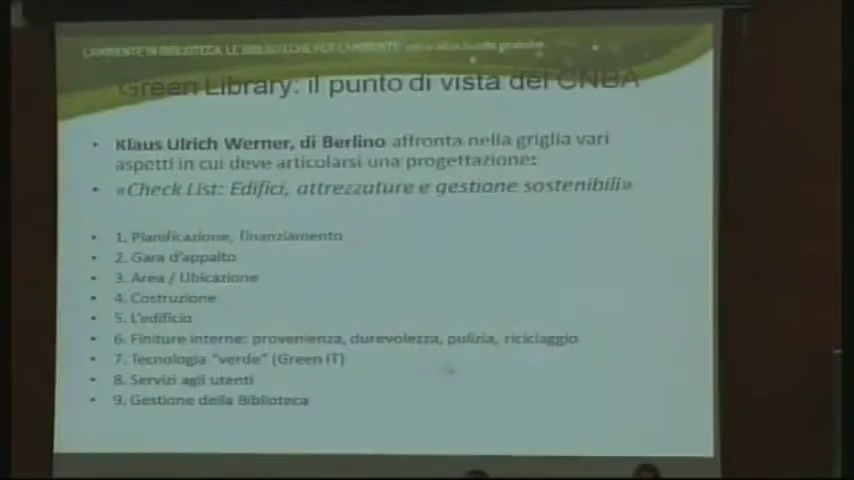 L'AMBIENTE IN BIBLIOTECA, LE BIBLIOTECHE PER L'AMBIENTE
Green Library: il punto di vista del CNBA
• Klaus Ulrich Werner, di Berlino affronta nella griglia vari
aspetti in cui deve articolarsi una progettazione:
• «Check List: Edifici, attrezzature e gestione sostenibili»
• 1. Pianificazione, finanziamento
• 2. Gara d'appalto
• 3. Area / Ubicazione
• 4. Costruzione
• 5. L'edificio
• 6. Finiture interne: provenienza, durevolezza, pulizia, riciclaggio
• 7. Tecnologia "verde" (Green IT)
• 8. Servizi agli utenti
• 9. Gestione della Biblioteca